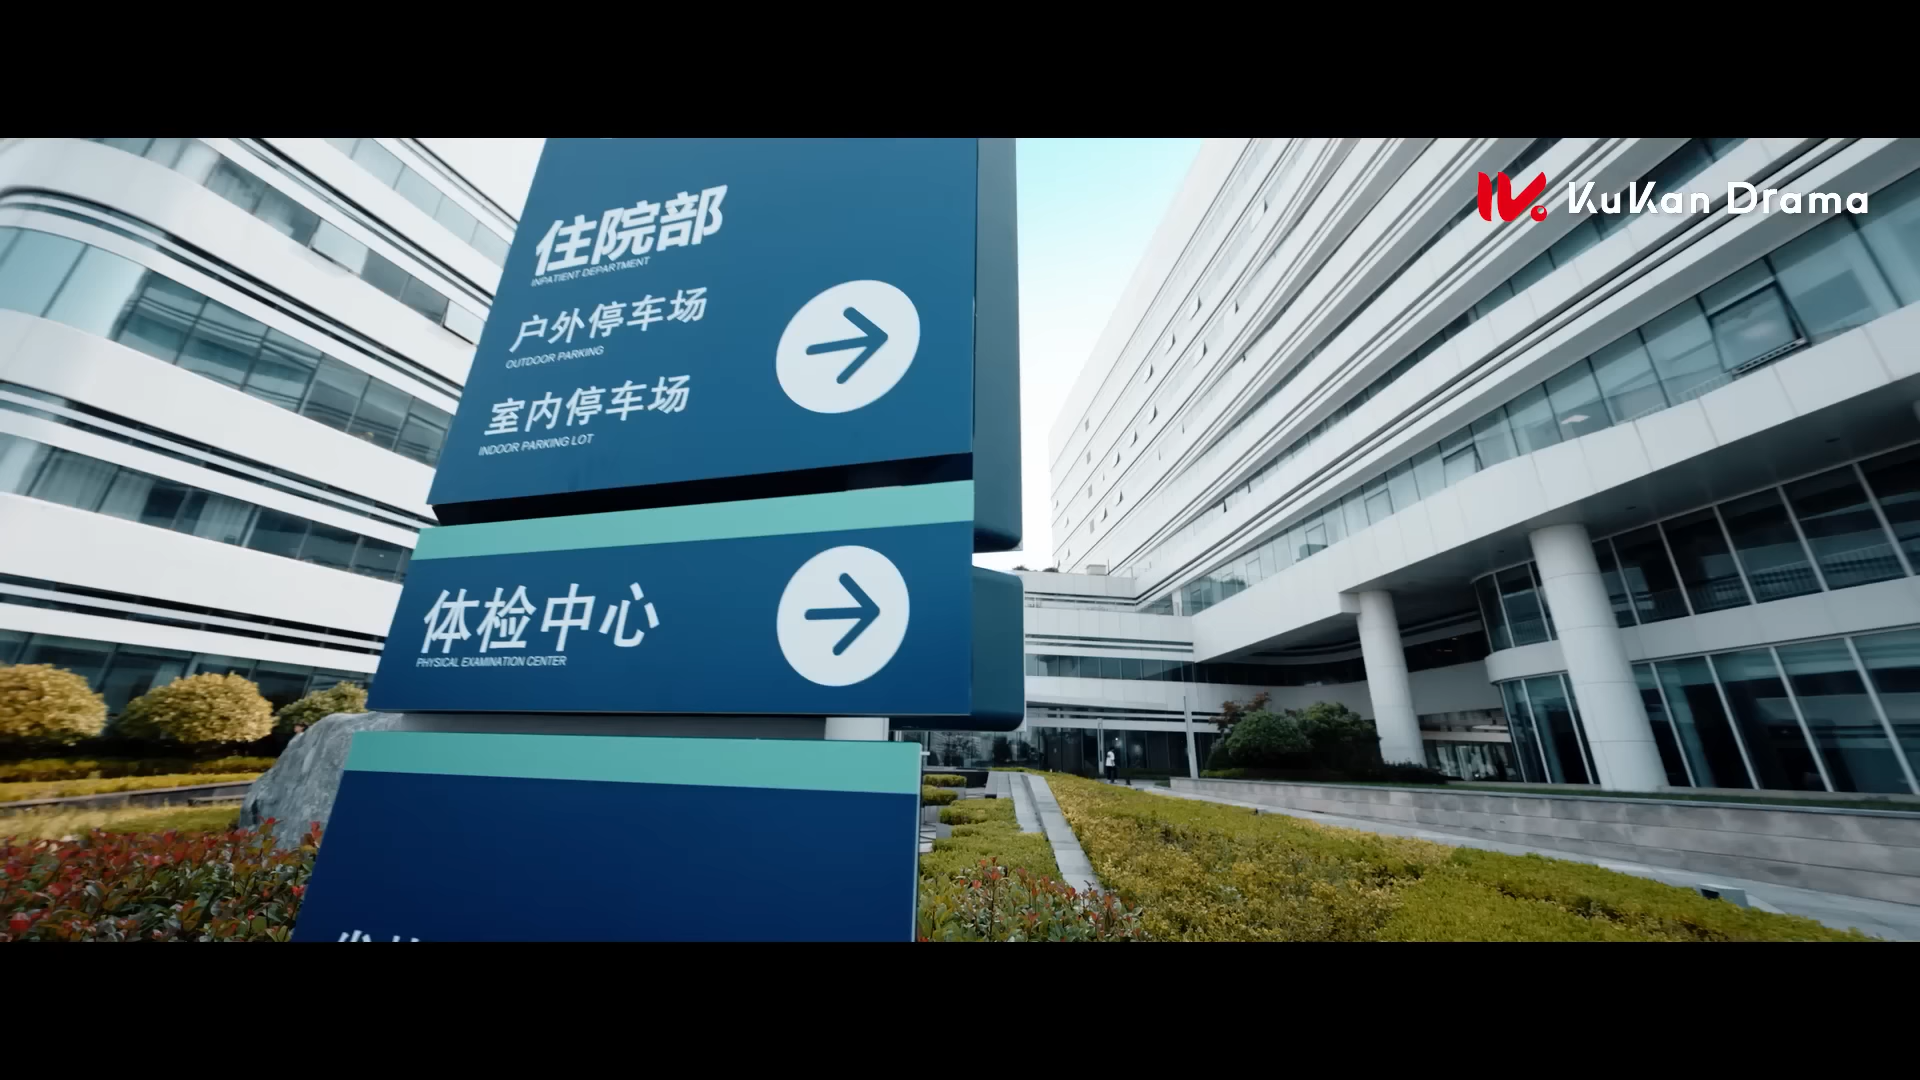 住院部
INPATIENT DEPARTMENT
户外停车场
OUTDOOR PARKING
室内停车场
INDOOR PARKING LOT
体检中心
PHYSICAL EXAMINATION CENTER
KuKan Drama